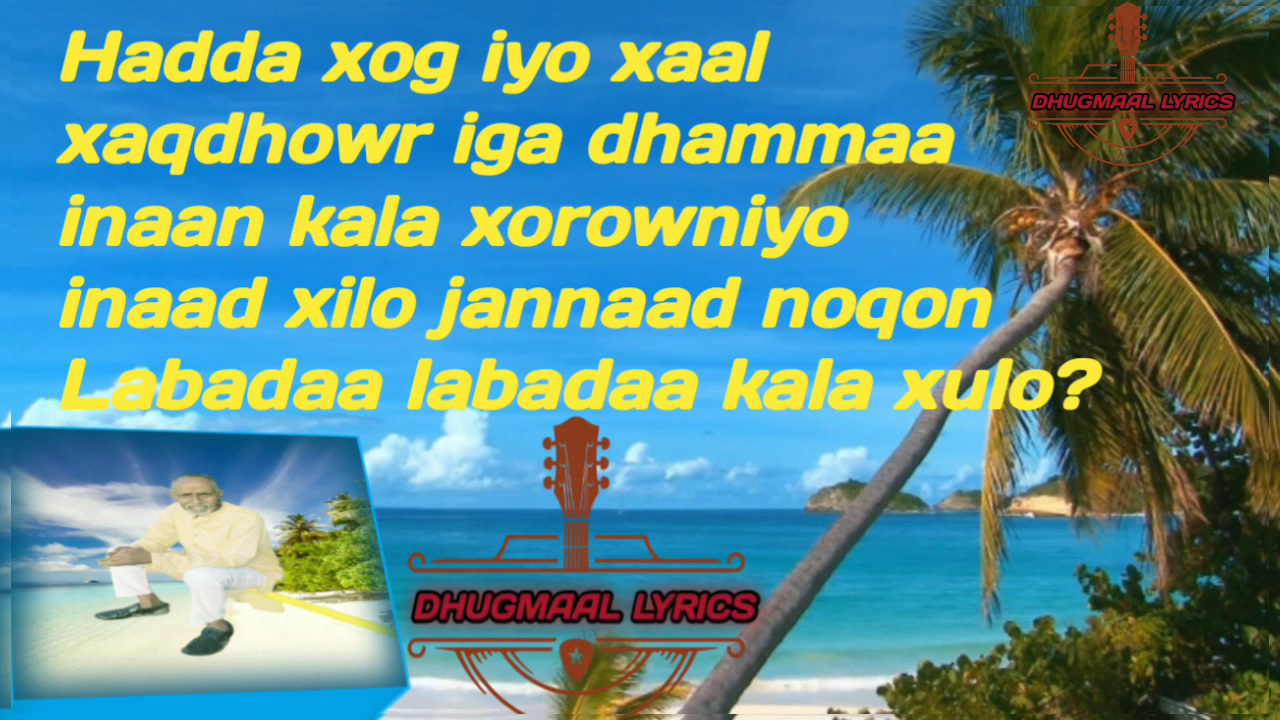 Hadda xog iyo xaal
xaqdhowr iga dhammaa
inaan kala xorowniyo
inaad xilo jannaad noqon
Labadaa labadaa kala xulo?
DHUGMAAL LYRICS
DHUGMAAL LYRICS